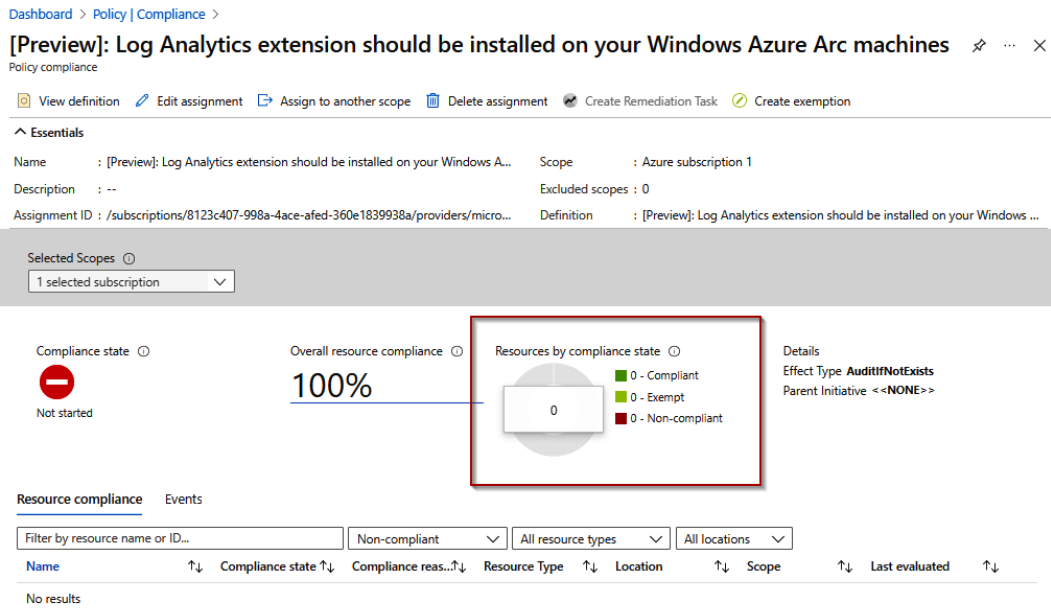 Dashboard > Policy | Compliance >
[Preview]: Log Analytics extension should be installed on your Windows Azure Arc machines
Policy compliance
View definition Edit assignment Assign to another scope Delete assignment Create Remediation Task Create exemption
Essentials
Name : [Preview]: Log Analytics extension should be installed on your Windows A... Scope : Azure subscription 1
Description : -- Excluded scopes : 0
Assignment ID : /subscriptions/8123c407-998a-4ace-afed-360e1839938a/providers/micro... Definition : [Preview]: Log Analytics extension should be installed on your Windows ...
Selected Scopes
1 selected subscription
Compliance state Overall resource compliance Resources by compliance state Details
100% 0 - Compliant Effect Type AuditIfNotExists
0 0 - Exempt Parent Initiative <<NONE>>
Not started 0 - Non-compliant
Resource compliance Events
Filter by resource name or ID... Non-compliant All resource types All locations
Name ↑↓ Compliance state ↑↓ Compliance reas...↑↓ Resource Type ↑↓ Location ↑↓ Scope ↑↓ Last evaluated ↑↓
No results